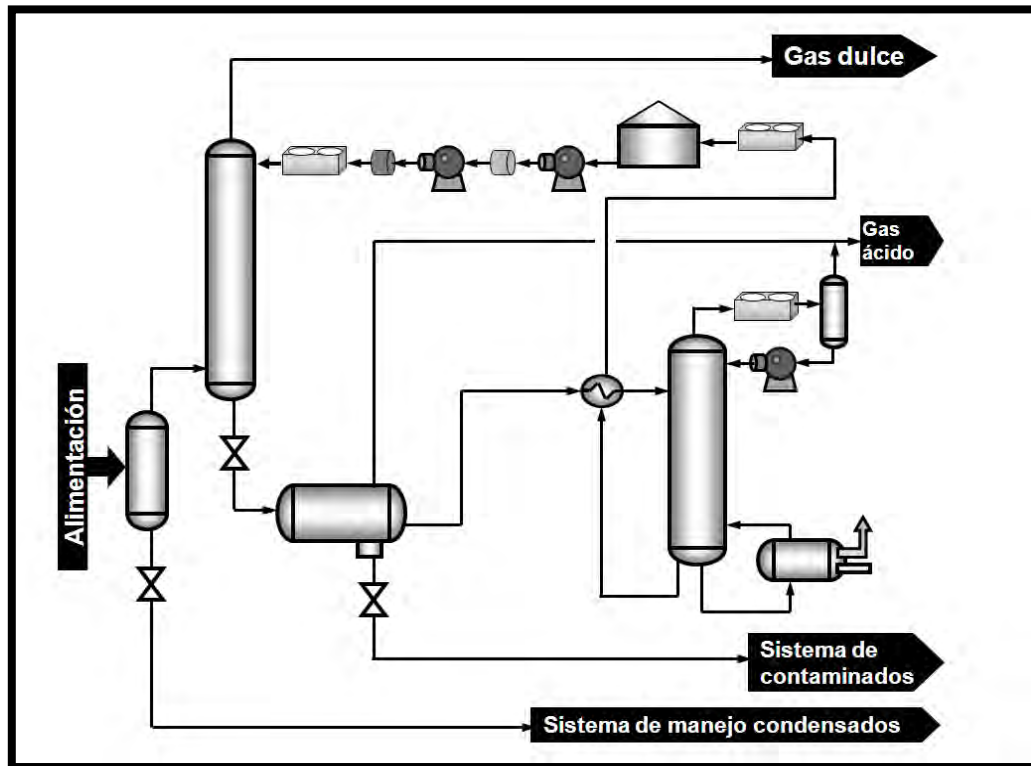 Gas dulce
Gas
ácido
Alimentación
Sistema de
contaminados
Sistema de manejo condensados